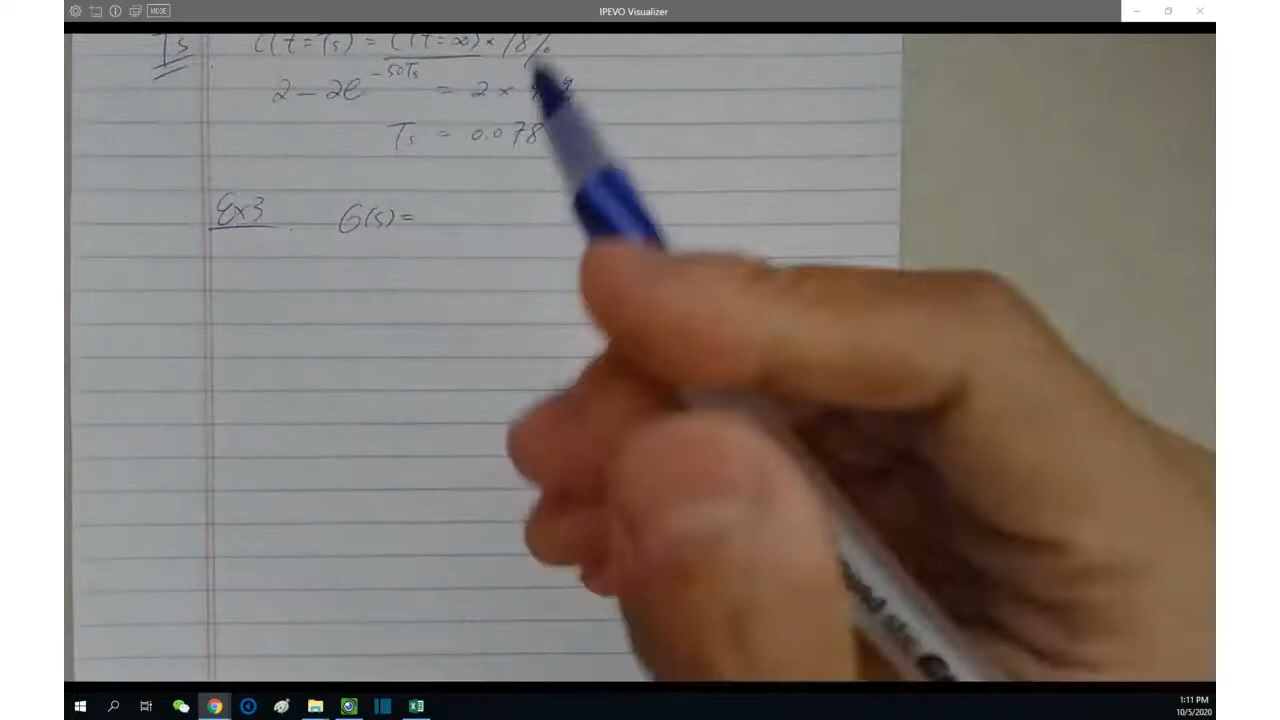 IPEVO Visualizer
MODE
Ts C(t=Ts) = C(t=∞) × 98%
2 - 2e^-50Ts = 2 ×
Ts = 0.078
Ex3 G(s) =
1:11 PM
10/5/2020